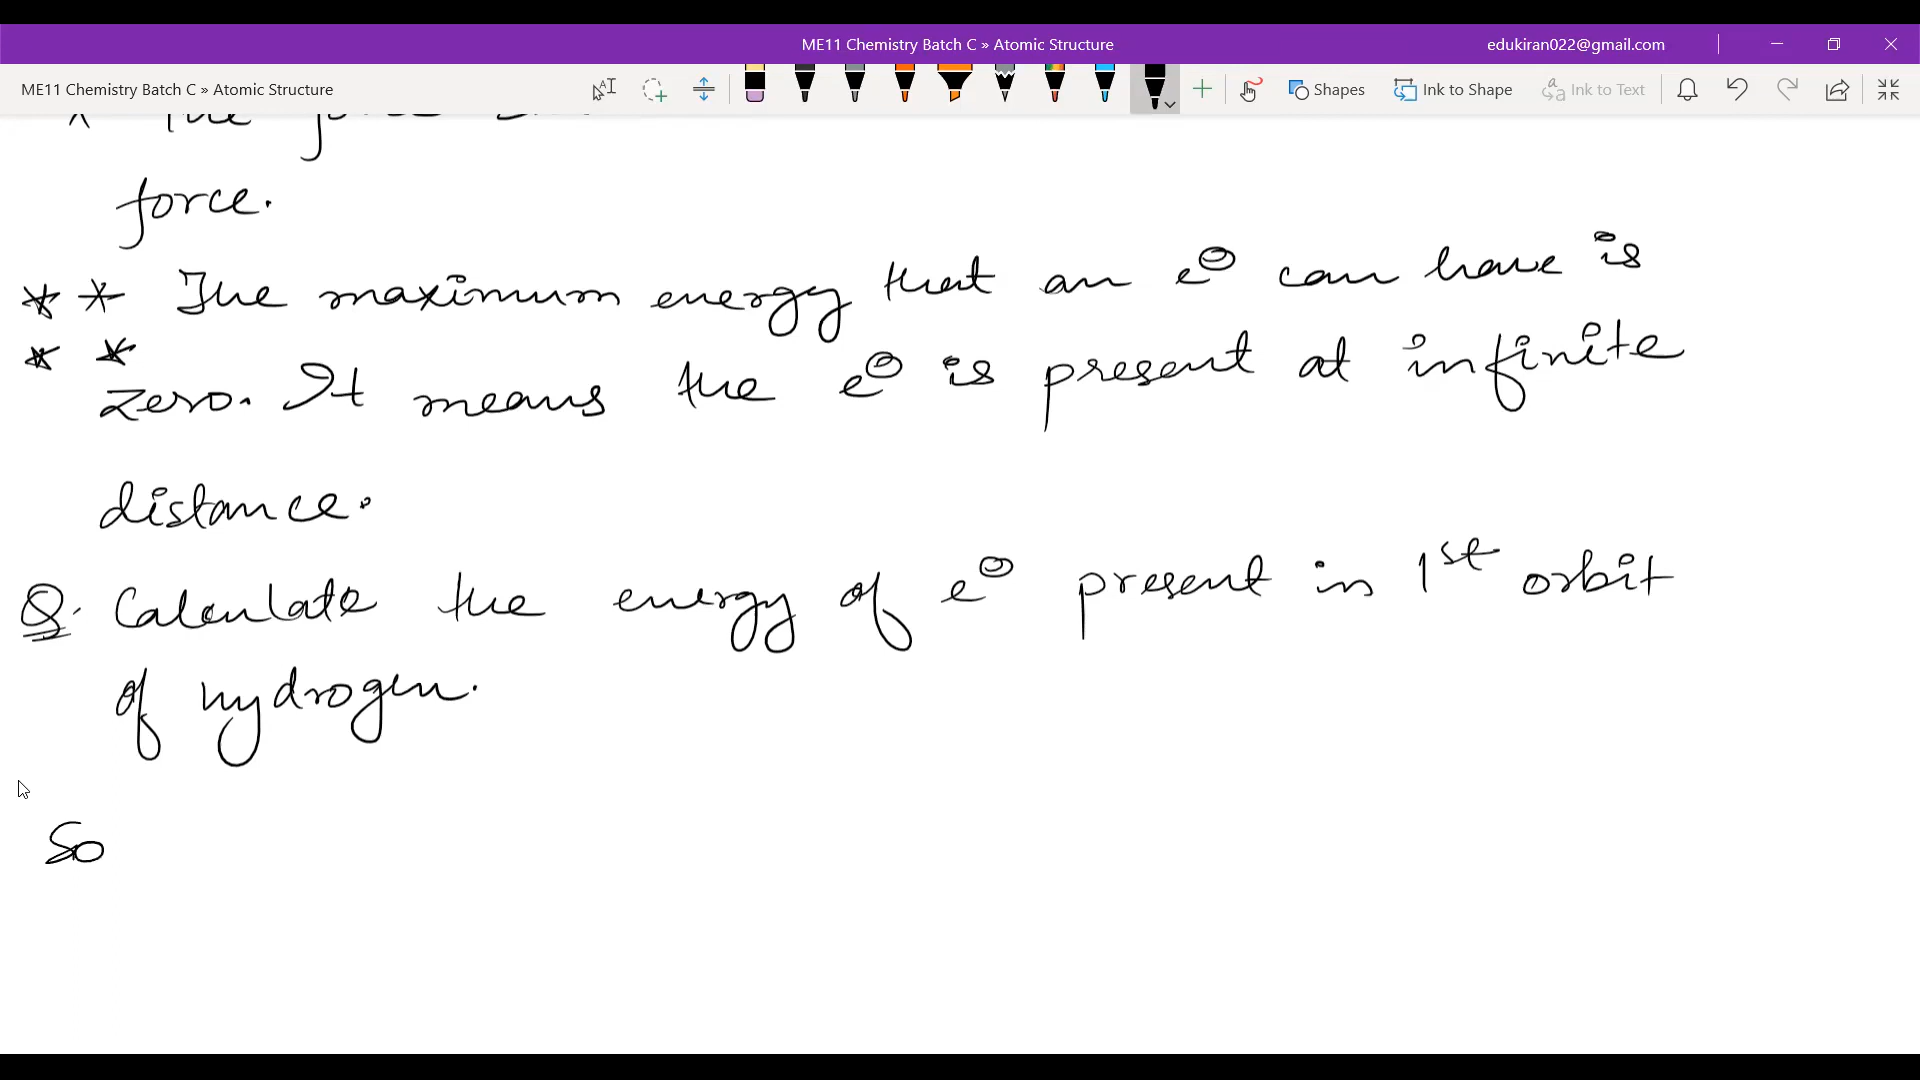 ME11 Chemistry Batch C » Atomic Structure
edukiran022@gmail.com
ME11 Chemistry Batch C » Atomic Structure
Shapes
Ink to Shape
Ink to Text
The force
force.
** The maximum energy that an e⊖ can have is
** zero. It means the e⊖ is present at infinite
distance.
Q. Calculate the energy of e⊖ present in 1st orbit
of hydrogen.
So